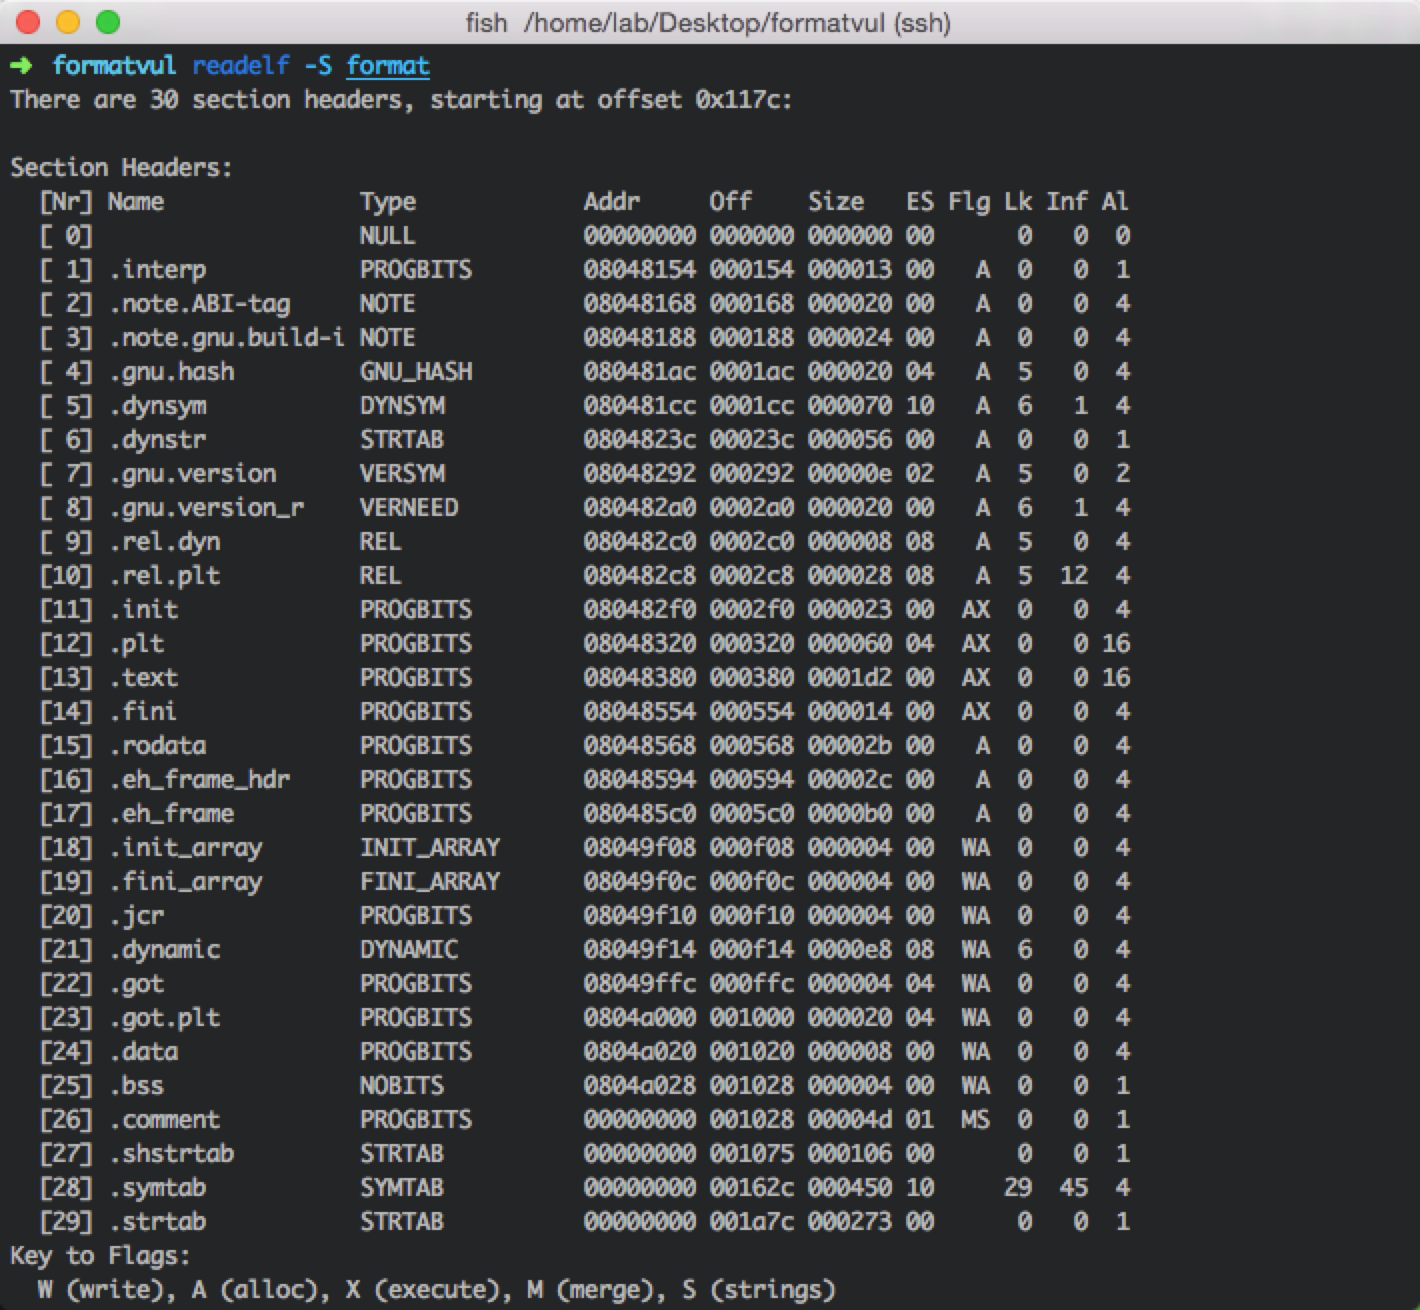 fish /home/lab/Desktop/formatvul (ssh)
➜ formatvul readelf -S format
There are 30 section headers, starting at offset 0x117c:
Section Headers:
[Nr] Name Type Addr Off Size ES Flg Lk Inf Al
[ 0] NULL 00000000 000000 000000 00 0 0 0
[ 1] .interp PROGBITS 08048154 000154 000013 00 A 0 0 1
[ 2] .note.ABI-tag NOTE 08048168 000168 000020 00 A 0 0 4
[ 3] .note.gnu.build-i NOTE 08048188 000188 000024 00 A 0 0 4
[ 4] .gnu.hash GNU_HASH 080481ac 0001ac 000020 04 A 5 0 4
[ 5] .dynsym DYNSYM 080481cc 0001cc 000070 10 A 6 1 4
[ 6] .dynstr STRTAB 0804823c 00023c 000056 00 A 0 0 1
[ 7] .gnu.version VERSYM 08048292 000292 00000e 02 A 5 0 2
[ 8] .gnu.version_r VERNEED 080482a0 0002a0 000020 00 A 6 1 4
[ 9] .rel.dyn REL 080482c0 0002c0 000008 08 A 5 0 4
[10] .rel.plt REL 080482c8 0002c8 000028 08 A 5 12 4
[11] .init PROGBITS 080482f0 0002f0 000023 00 AX 0 0 4
[12] .plt PROGBITS 08048320 000320 000060 04 AX 0 0 16
[13] .text PROGBITS 08048380 000380 0001d2 00 AX 0 0 16
[14] .fini PROGBITS 08048554 000554 000014 00 AX 0 0 4
[15] .rodata PROGBITS 08048568 000568 00002b 00 A 0 0 4
[16] .eh_frame_hdr PROGBITS 08048594 000594 00002c 00 A 0 0 4
[17] .eh_frame PROGBITS 080485c0 0005c0 0000b0 00 A 0 0 4
[18] .init_array INIT_ARRAY 08049f08 000f08 000004 00 WA 0 0 4
[19] .fini_array FINI_ARRAY 08049f0c 000f0c 000004 00 WA 0 0 4
[20] .jcr PROGBITS 08049f10 000f10 000004 00 WA 0 0 4
[21] .dynamic DYNAMIC 08049f14 000f14 0000e8 08 WA 6 0 4
[22] .got PROGBITS 08049ffc 000ffc 000004 04 WA 0 0 4
[23] .got.plt PROGBITS 0804a000 001000 000020 04 WA 0 0 4
[24] .data PROGBITS 0804a020 001020 000008 00 WA 0 0 4
[25] .bss NOBITS 0804a028 001028 000004 00 WA 0 0 1
[26] .comment PROGBITS 00000000 001028 00004d 01 MS 0 0 1
[27] .shstrtab STRTAB 00000000 001075 000106 00 0 0 1
[28] .symtab SYMTAB 00000000 00162c 000450 10 29 45 4
[29] .strtab STRTAB 00000000 001a7c 000273 00 0 0 1
Key to Flags:
W (write), A (alloc), X (execute), M (merge), S (strings)